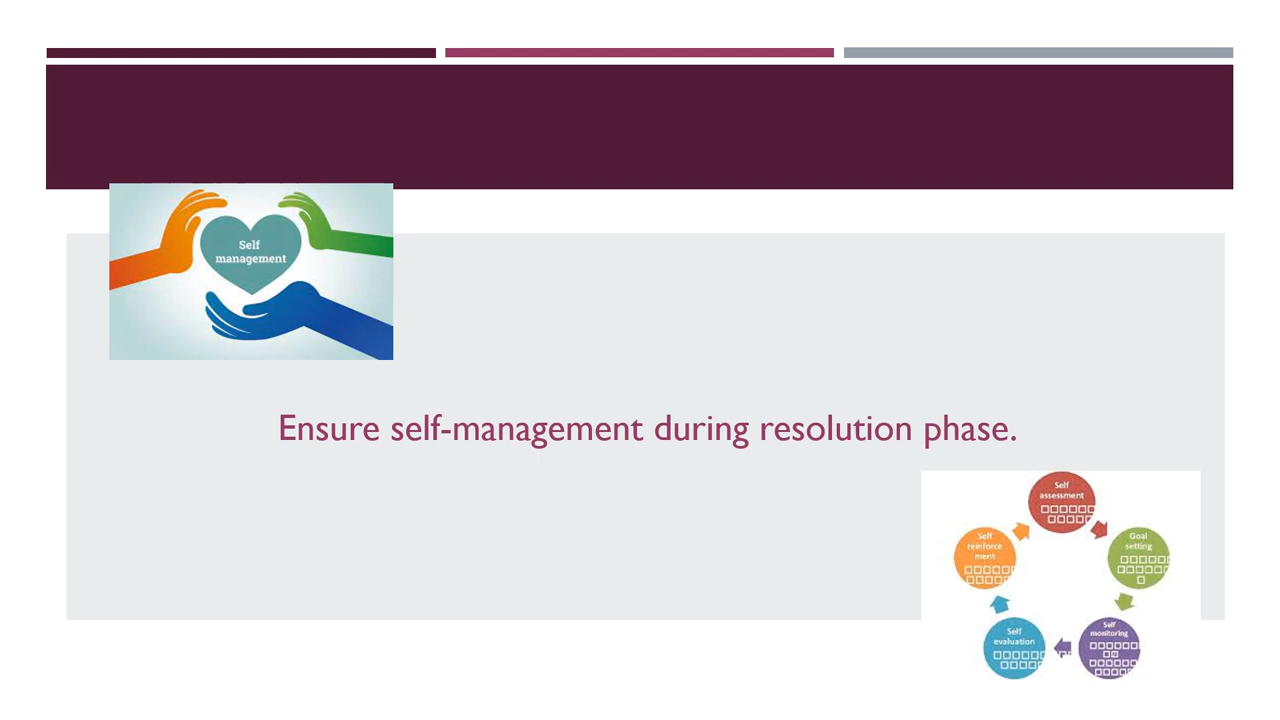 Self
management
Ensure self-management during resolution phase.
Self
assessment
Goal
setting
Self
monitoring
Self
evaluation
Self
reinforce
ment